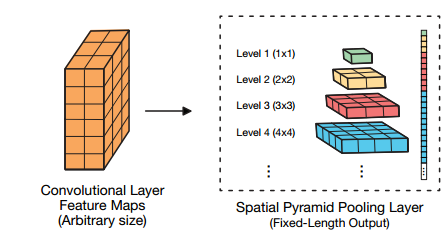 Level 1 (1x1)
Level 2 (2x2)
Level 3 (3x3)
Level 4 (4x4)
Convolutional Layer
Feature Maps
(Arbitrary size)
Spatial Pyramid Pooling Layer
(Fixed-Length Output)